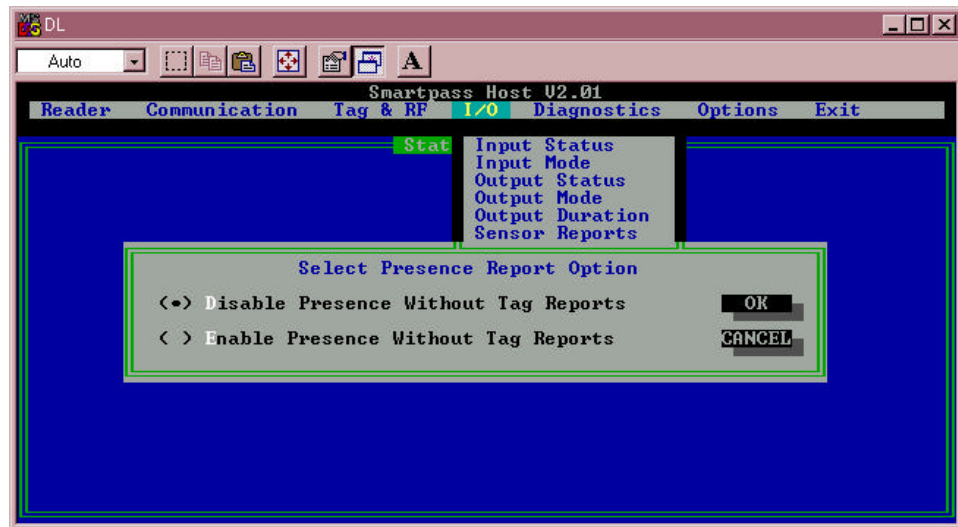 DL
Auto A
Smartpass Host V2.01
Reader Communication Tag & RF I/O Diagnostics Options Exit
Stat
Input Status
Input Mode
Output Status
Output Mode
Output Duration
Sensor Reports
Select Presence Report Option
(•) Disable Presence Without Tag Reports OK
( ) Enable Presence Without Tag Reports CANCEL